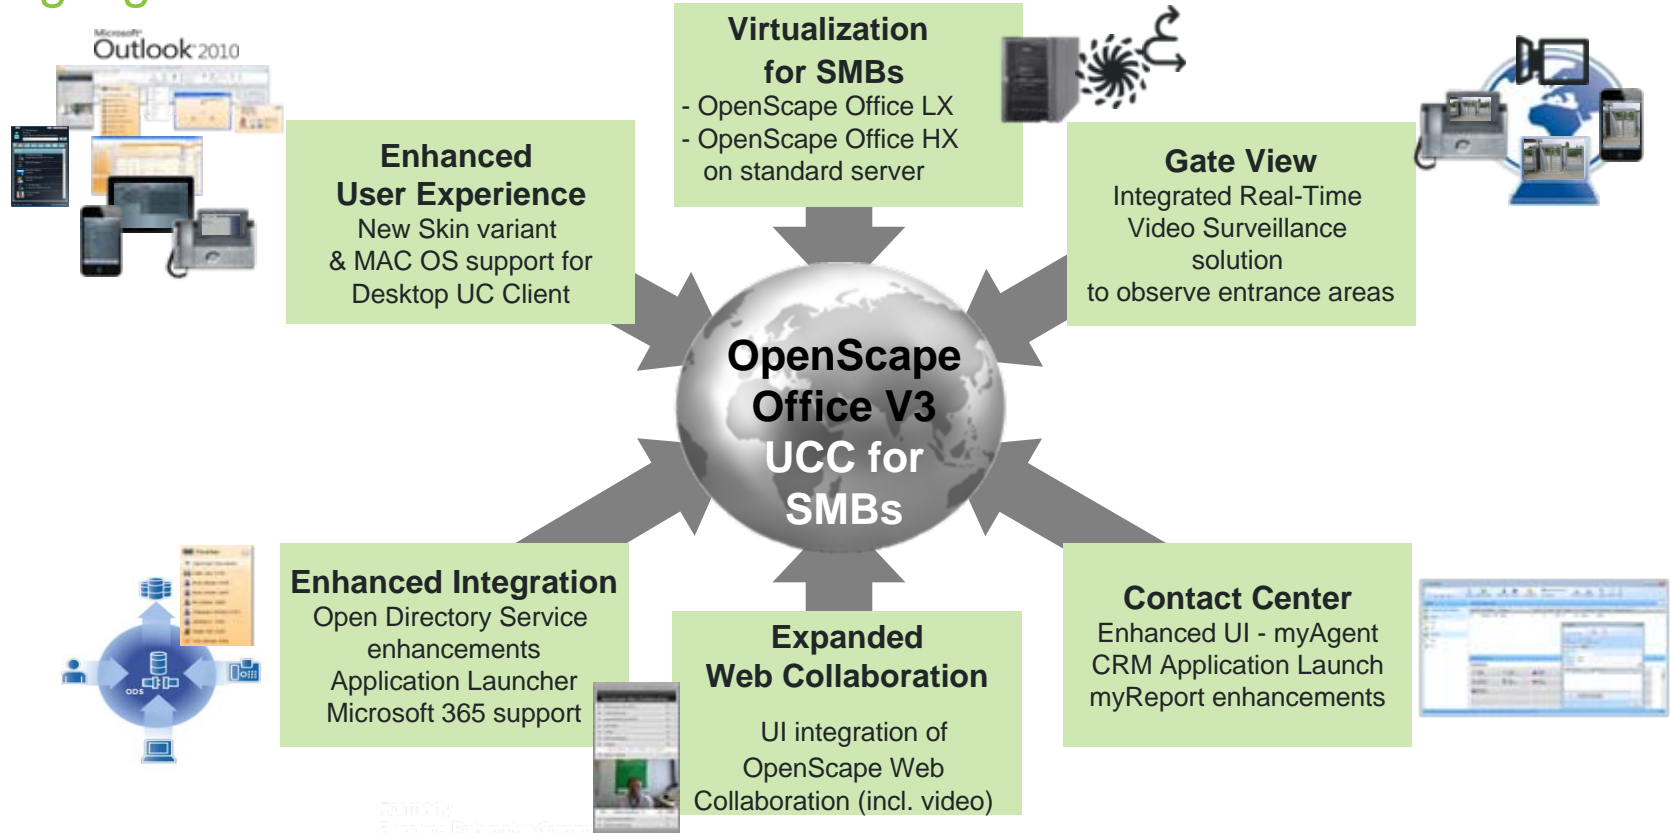 Microsoft
Outlook 2010
Virtualization
for SMBs
- OpenScape Office LX
- OpenScape Office HX
on standard server
Enhanced
User Experience
New Skin variant
& MAC OS support for
Desktop UC Client
Gate View
Integrated Real-Time
Video Surveillance
solution
to observe entrance areas
OpenScape
Office V3
UCC for
SMBs
Enhanced Integration
Open Directory Service
enhancements
Application Launcher
Microsoft 365 support
ODS
Expanded
Web Collaboration
UI integration of
OpenScape Web
Collaboration (incl. video)
Contact Center
Enhanced UI - myAgent
CRM Application Launch
myReport enhancements